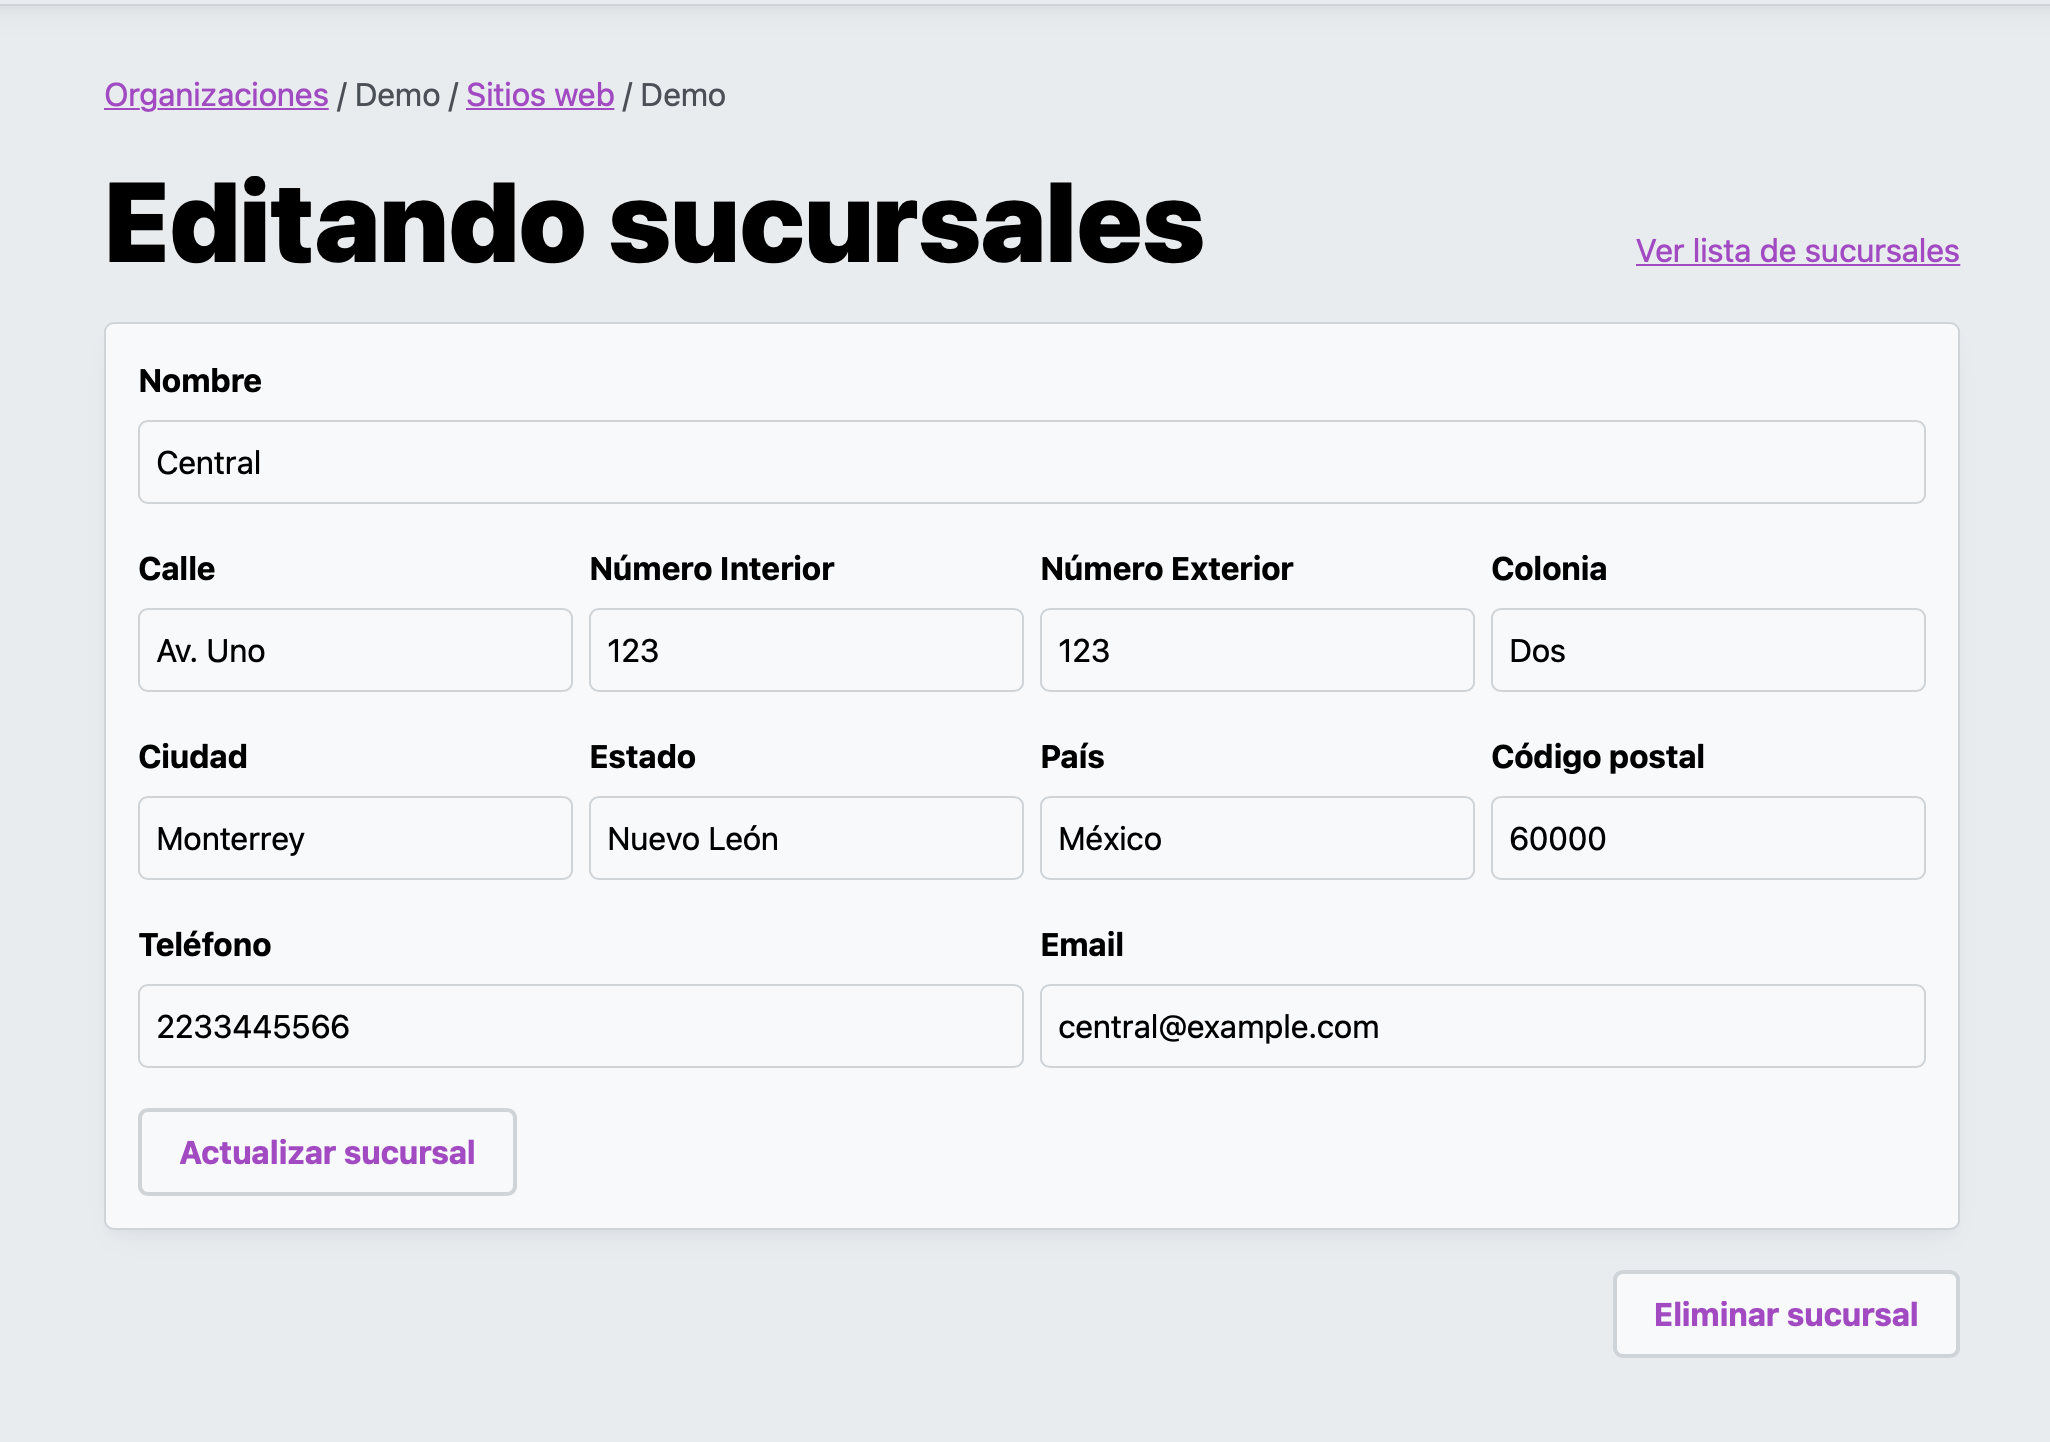 Organizaciones / Demo / Sitios web / Demo
Editando sucursales
Ver lista de sucursales
Nombre
Central
Calle Número Interior Número Exterior Colonia
Av. Uno 123 123 Dos
Ciudad Estado País Código postal
Monterrey Nuevo León México 60000
Teléfono Email
2233445566 central@example.com
Actualizar sucursal
Eliminar sucursal